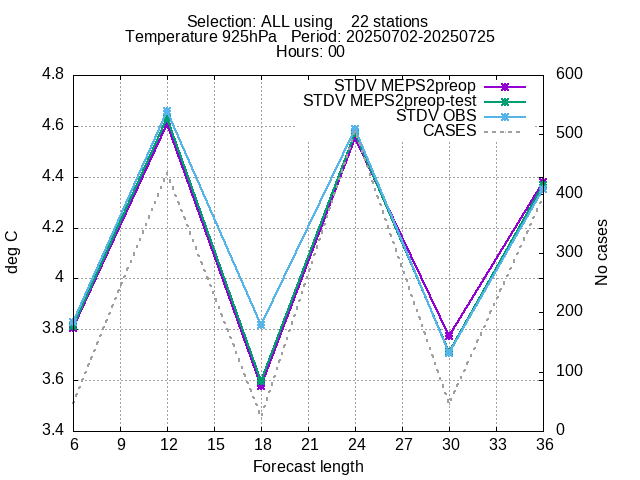 Selection: ALL using    22 stations
Temperature 925hPa   Period: 20250702-20250725
Hours: 00
STDV MEPS2preop
STDV MEPS2preop-test
STDV OBS
CASES
deg C
4.8
4.6
4.4
4.2
4
3.8
3.6
3.4
600
500
400
300
200
100
0
No cases
6 9 12 15 18 21 24 27 30 33 36
Forecast length